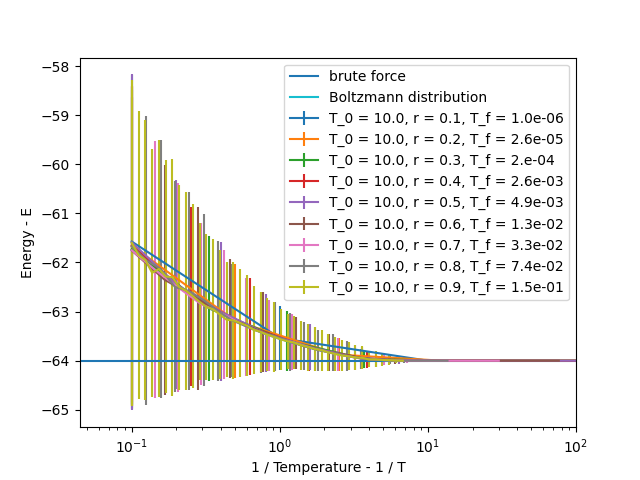 −58
−59
−60
−61
−62
−63
−64
−65
Energy - E
brute force
Boltzmann distribution
T_0 = 10.0, r = 0.1, T_f = 1.0e-06
T_0 = 10.0, r = 0.2, T_f = 2.6e-05
T_0 = 10.0, r = 0.3, T_f = 2.e-04
T_0 = 10.0, r = 0.4, T_f = 2.6e-03
T_0 = 10.0, r = 0.5, T_f = 4.9e-03
T_0 = 10.0, r = 0.6, T_f = 1.3e-02
T_0 = 10.0, r = 0.7, T_f = 3.3e-02
T_0 = 10.0, r = 0.8, T_f = 7.4e-02
T_0 = 10.0, r = 0.9, T_f = 1.5e-01
10⁻¹ 10⁰ 10¹ 10²
1 / Temperature - 1 / T